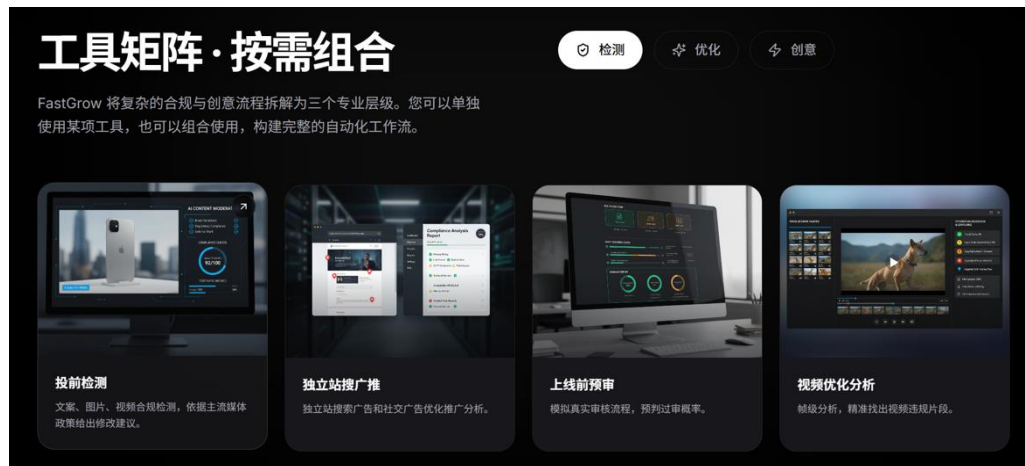 工具矩阵 · 按需组合
检测
优化
创意
FastGrow 将复杂的合规与创意流程拆解为三个专业层级。您可以单独
使用某项工具，也可以组合使用，构建完整的自动化工作流。
AI CONTENT MODERAT
92/100
Compliance Analysis
Report
投前检测
文案、图片、视频合规检测，依据主流媒体
政策给出修改建议。
独立站搜广推
独立站搜索广告和社交广告优化推广分析。
上线前预审
模拟真实审核流程，预判过审概率。
视频优化分析
帧级分析，精准找出视频违规片段。